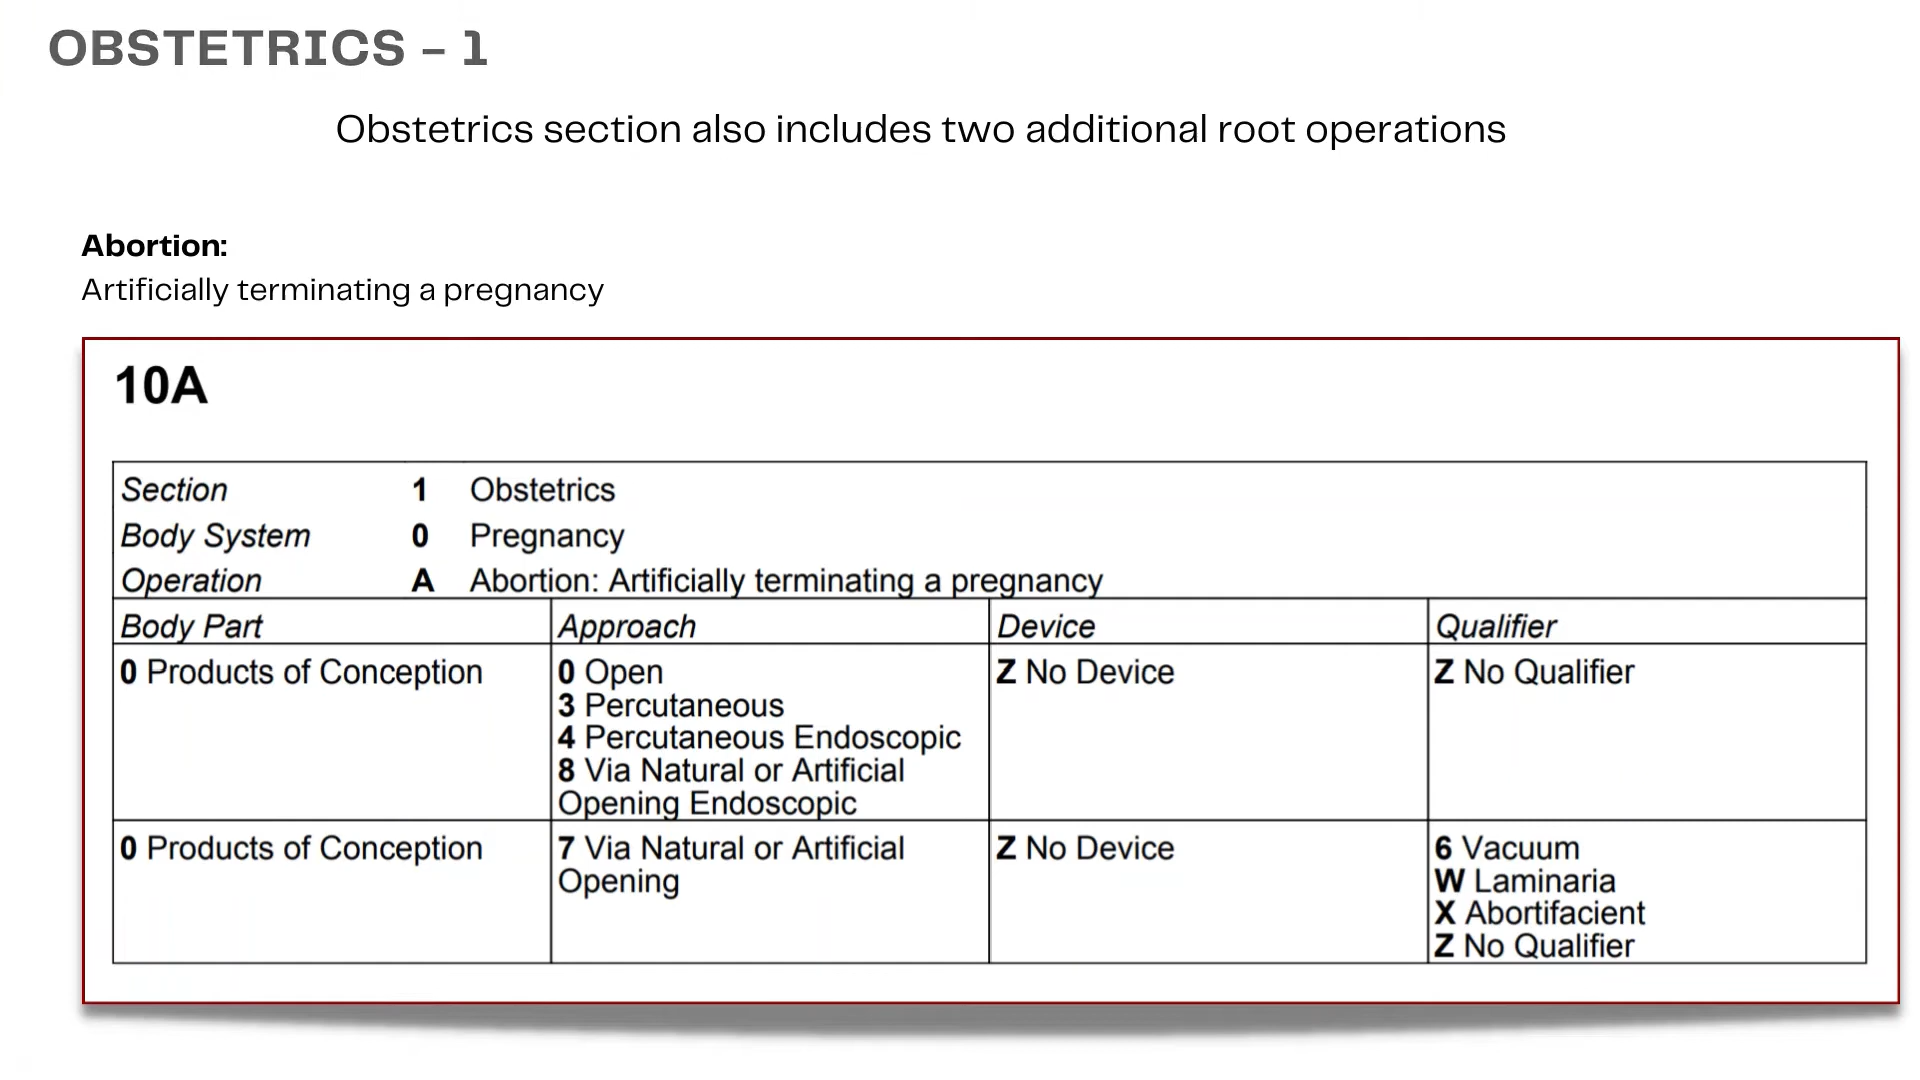 OBSTETRICS – 1
Obstetrics section also includes two additional root operations
Abortion:
Artificially terminating a pregnancy
10A
Section 1 Obstetrics
Body System 0 Pregnancy
Operation A Abortion: Artificially terminating a pregnancy
Body Part Approach Device Qualifier
0 Products of Conception 0 Open Z No Device Z No Qualifier
3 Percutaneous
4 Percutaneous Endoscopic
8 Via Natural or Artificial
Opening Endoscopic
0 Products of Conception 7 Via Natural or Artificial Z No Device 6 Vacuum
Opening W Laminaria
X Abortifacient
Z No Qualifier